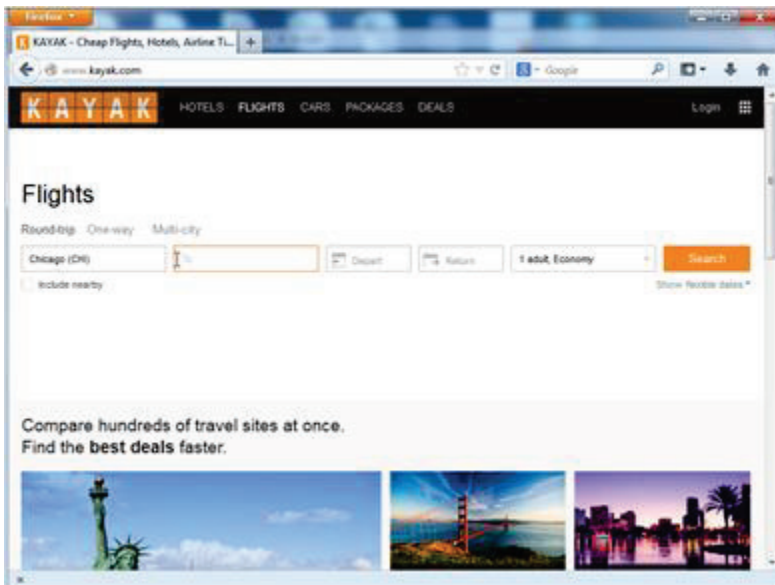 Firefox
KAYAK - Cheap Flights, Hotels, Airline Ti...
www.kayak.com
Google
KAYAK HOTELS FLIGHTS CARS PACKAGES DEALS Login
Flights
Round-trip One-way Multi-city
Chicago (CHI) To Depart Return 1 adult, Economy Search
Include nearby Show flexible dates
Compare hundreds of travel sites at once.
Find the best deals faster.